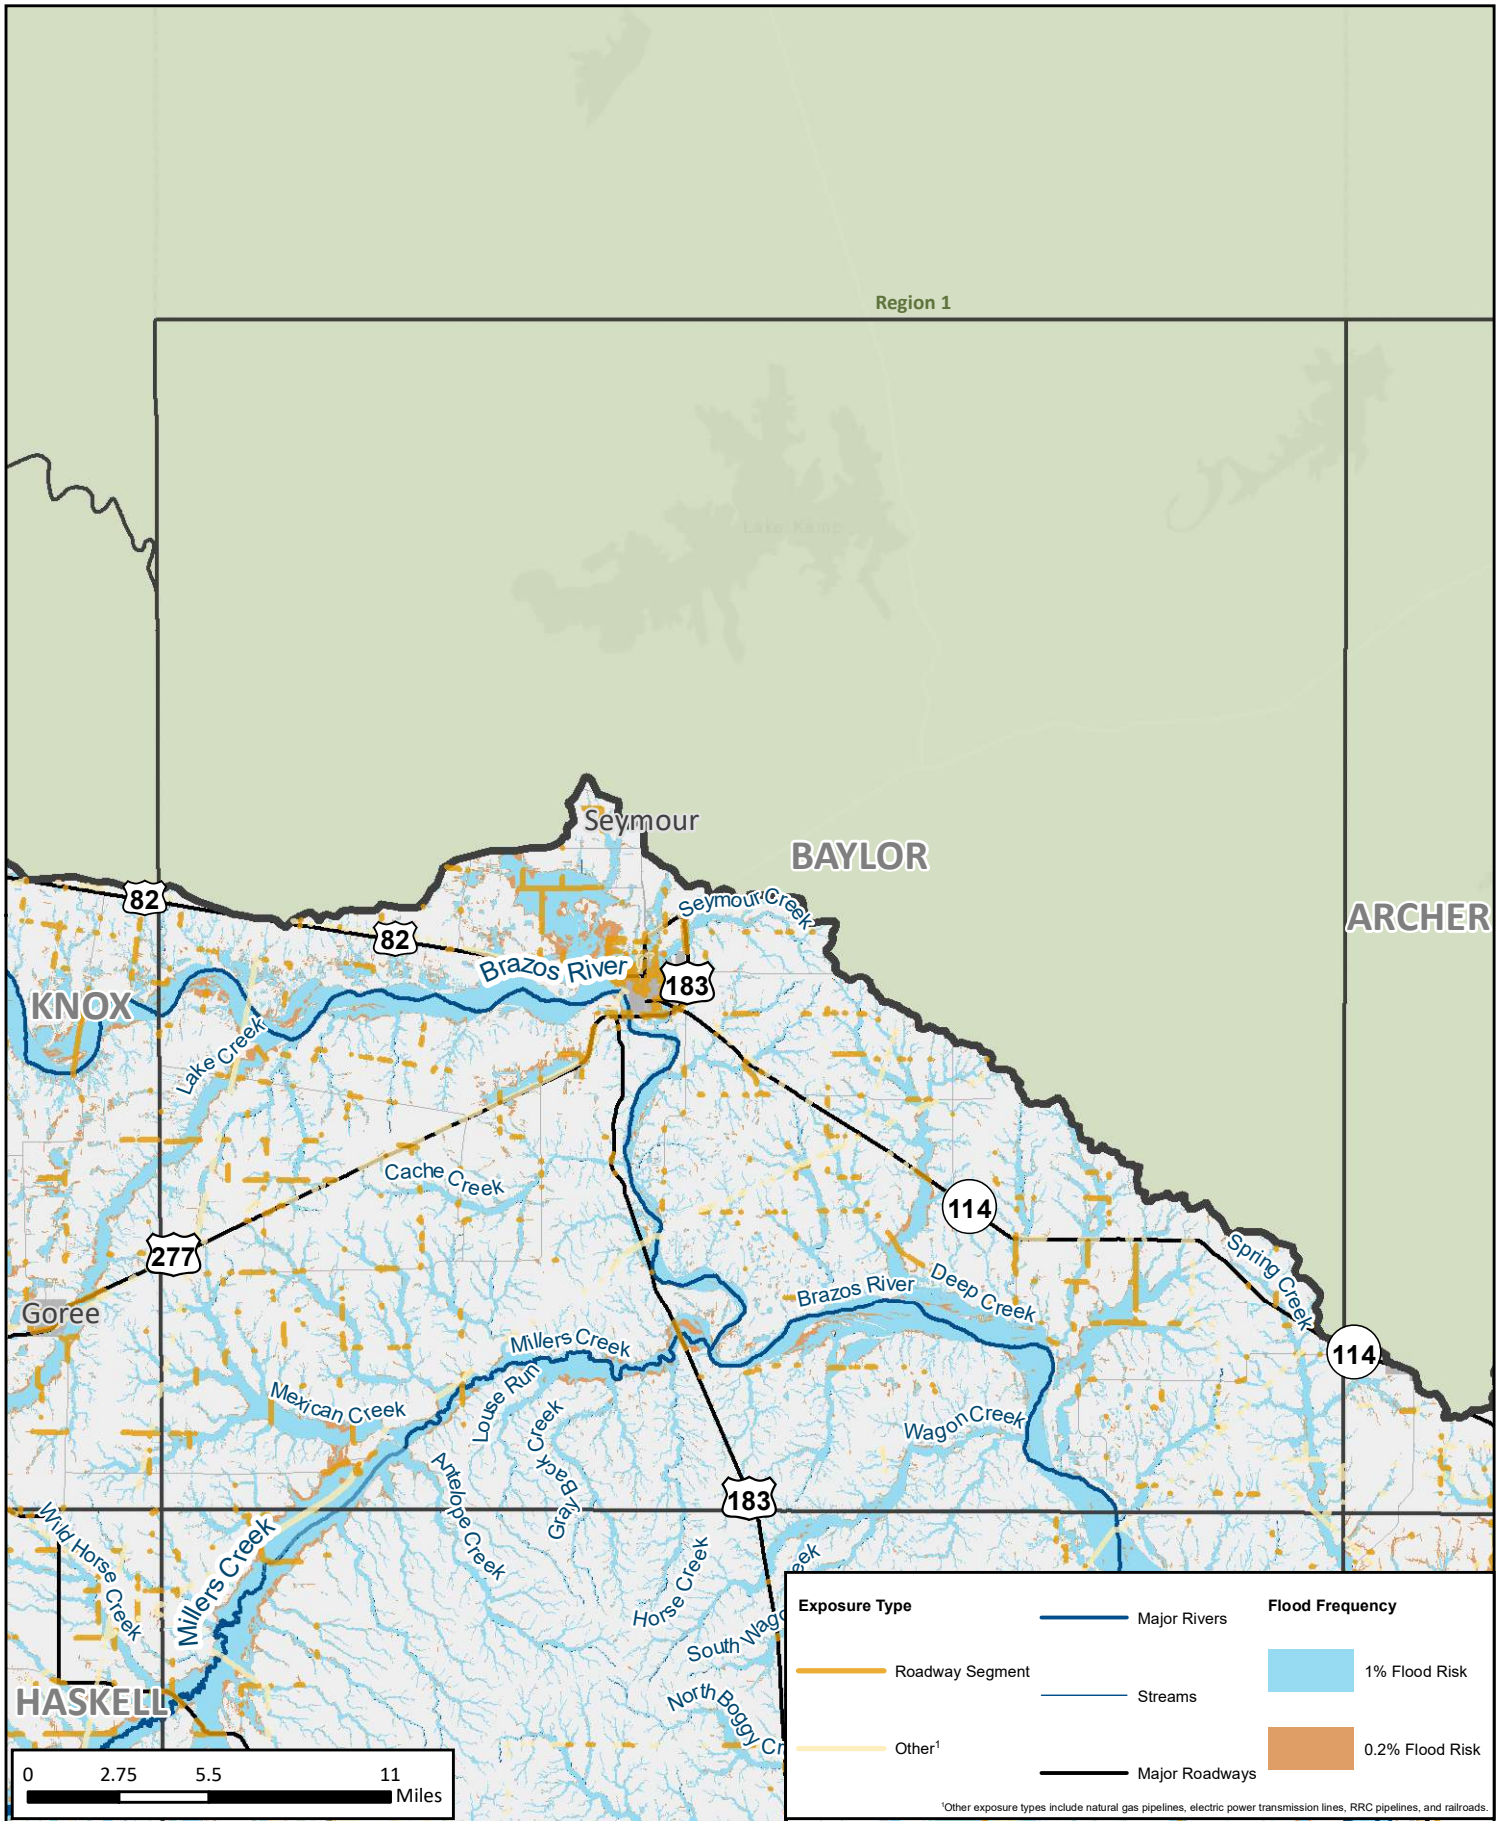 Region 1
Lake Kemp
Seymour
BAYLOR
82
ARCHER
82
Seymour Creek
Brazos River
183
KNOX
Lake Creek
Cache Creek
114
277
Spring Creek
Deep Creek
Brazos River
Goree
Millers Creek
114
Louse Run
Mexican Creek
Gray Back Creek
Wagon Creek
Antelope Creek
183
Wild Horse Creek
Millers Creek
Horse Creek
South Wago
eek
North Boggy Cr
HASKELL
0 2.75 5.5 11
Miles
Exposure Type
Roadway Segment
Other¹
Major Rivers
Streams
Major Roadways
Flood Frequency
1% Flood Risk
0.2% Flood Risk
¹Other exposure types include natural gas pipelines, electric power transmission lines, RRC pipelines, and railroads.